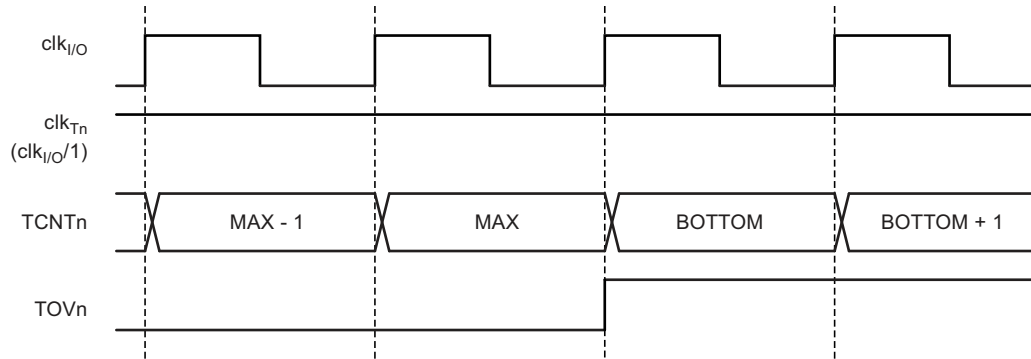 clkI/O
clkTn
(clkI/O/1)
TCNTn MAX - 1 MAX BOTTOM BOTTOM + 1
TOVn